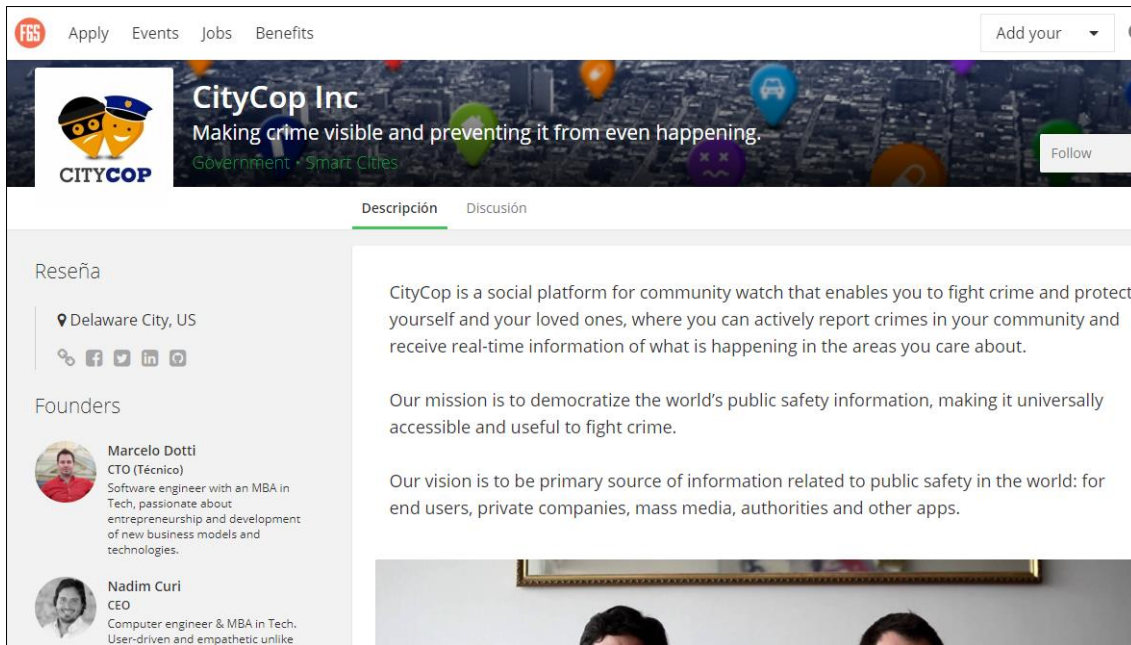 F6S
Apply Events Jobs Benefits
Add your
CITYCOP
CityCop Inc
Making crime visible and preventing it from even happening.
Government • Smart Cities
Follow
Descripción Discusión
Reseña
Delaware City, US
Founders
Marcelo Dotti
CTO (Técnico)
Software engineer with an MBA in
Tech, passionate about
entrepreneurship and development
of new business models and
technologies.
Nadim Curi
CEO
Computer engineer & MBA in Tech.
User-driven and empathetic unlike
CityCop is a social platform for community watch that enables you to fight crime and protect
yourself and your loved ones, where you can actively report crimes in your community and
receive real-time information of what is happening in the areas you care about.
Our mission is to democratize the world’s public safety information, making it universally
accessible and useful to fight crime.
Our vision is to be primary source of information related to public safety in the world: for
end users, private companies, mass media, authorities and other apps.